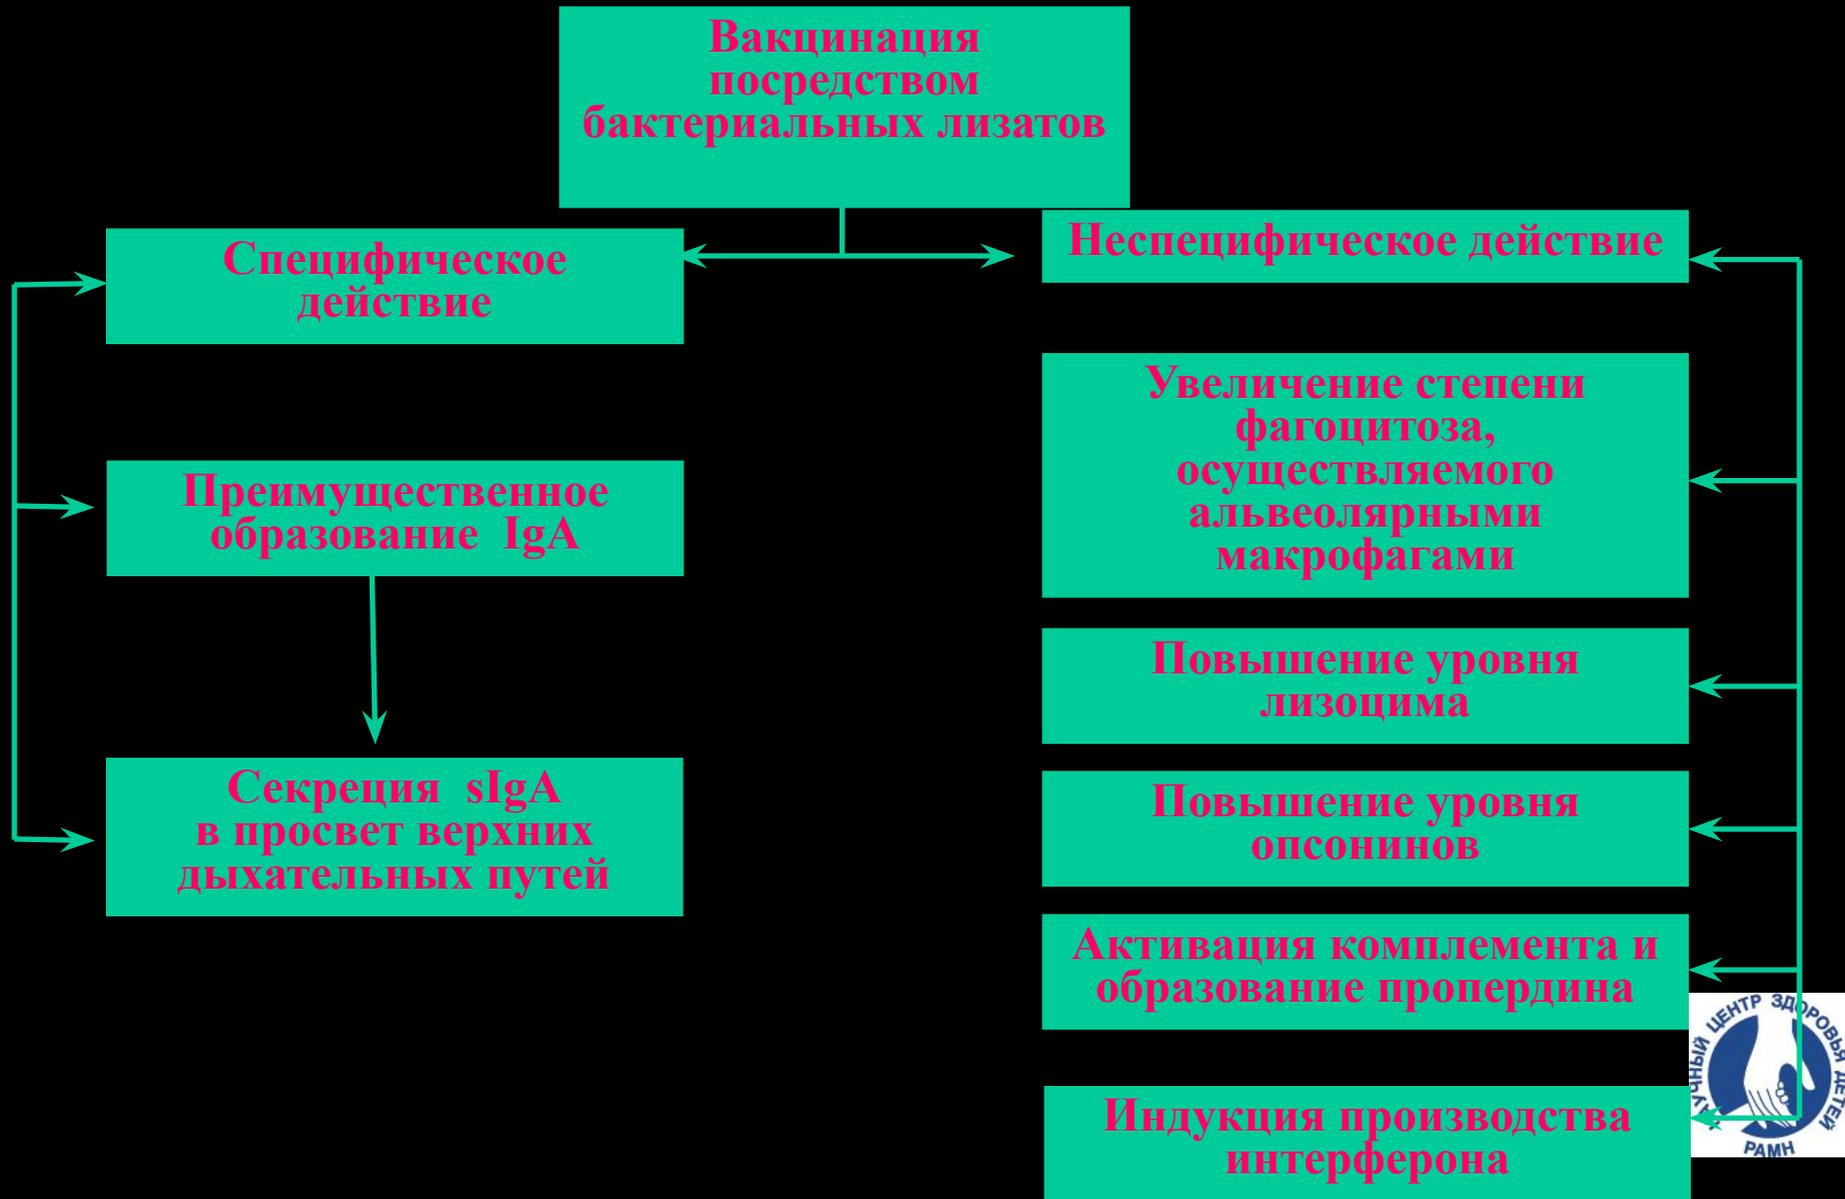 Вакцинация
посредством
бактериальных лизатов
Специфическое
действие
Преимущественное
образование IgA
Секреция sIgA
в просвет верхних
дыхательных путей
Неспецифическое действие
Увеличение степени
фагоцитоза,
осуществляемого
альвеолярными
макрофагами
Повышение уровня
лизоцима
Повышение уровня
опсонинов
Активация комплемента и
образование пропердина
Индукция производства
интерферона
НАУЧНЫЙ ЦЕНТР ЗДОРОВЬЯ ДЕТЕЙ
РАМН